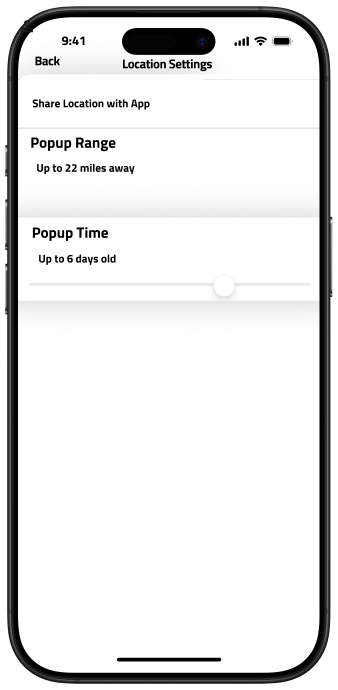 9:41
Back
Location Settings
Share Location with App
Popup Range
Up to 22 miles away
Popup Time
Up to 6 days old